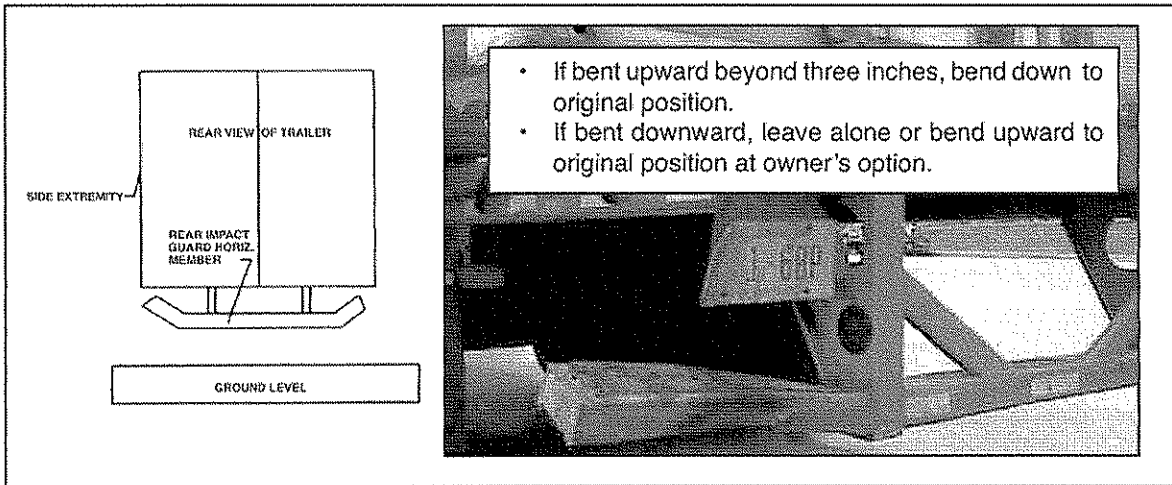 REAR VIEW OF TRAILER
SIDE EXTREMITY
REAR IMPACT
GUARD HORIZ.
MEMBER
GROUND LEVEL
• If bent upward beyond three inches, bend down to
original position.
• If bent downward, leave alone or bend upward to
original position at owner's option.